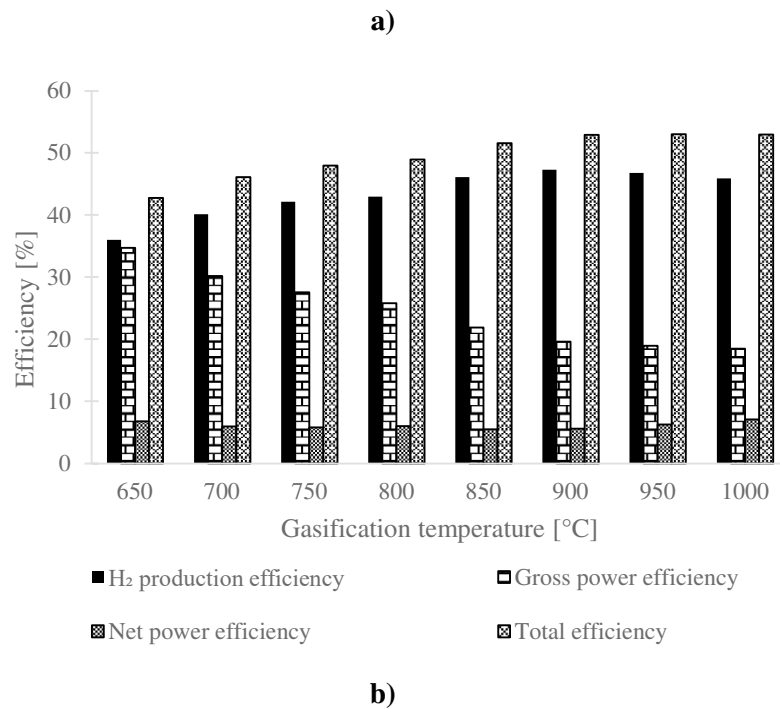 a)
60
50
40
30
20
10
0
Efficiency [%]
650 700 750 800 850 900 950 1000
Gasification temperature [°C]
H₂ production efficiency Gross power efficiency
Net power efficiency Total efficiency
b)